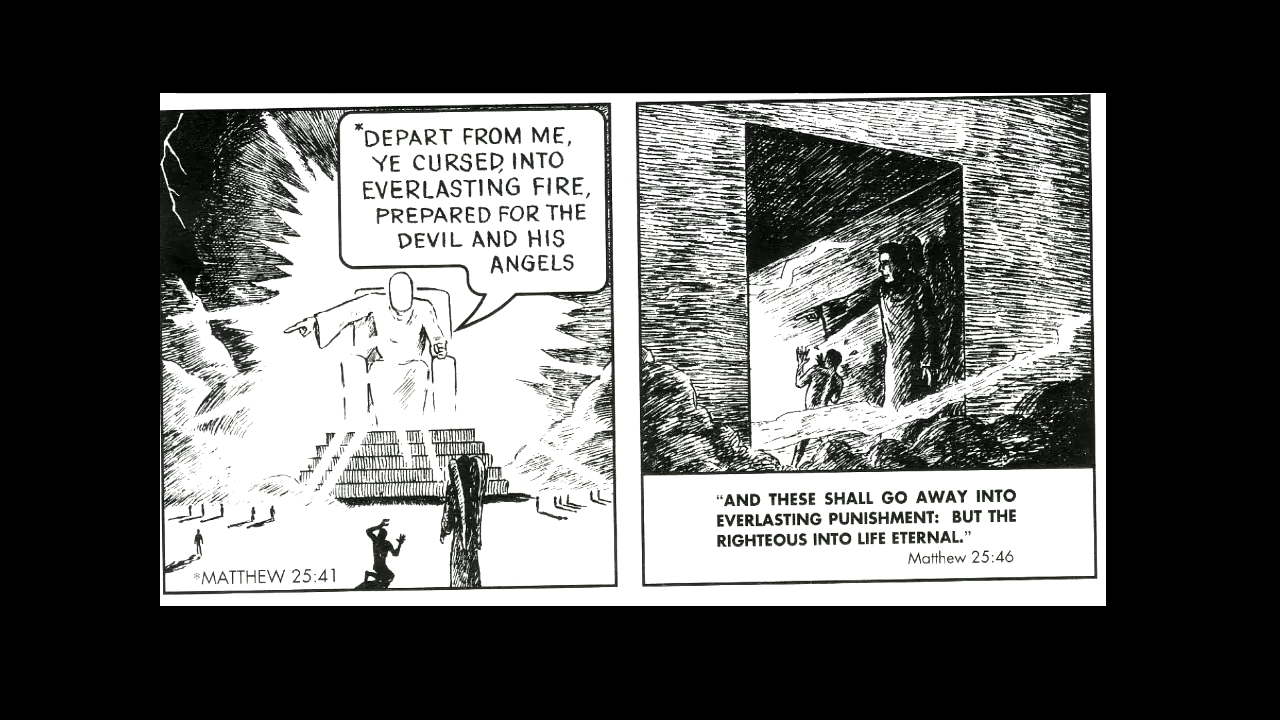 *DEPART FROM ME,
YE CURSED, INTO
EVERLASTING FIRE,
PREPARED FOR THE
DEVIL AND HIS
ANGELS
*MATTHEW 25:41
“AND THESE SHALL GO AWAY INTO
EVERLASTING PUNISHMENT: BUT THE
RIGHTEOUS INTO LIFE ETERNAL.”
Matthew 25:46